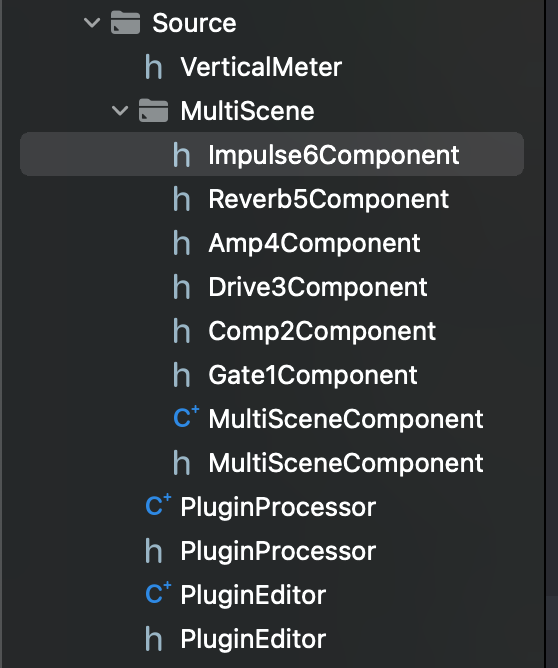 Source
h VerticalMeter
MultiScene
h Impulse6Component
h Reverb5Component
h Amp4Component
h Drive3Component
h Comp2Component
h Gate1Component
C+ MultiSceneComponent
h MultiSceneComponent
C+ PluginProcessor
h PluginProcessor
C+ PluginEditor
h PluginEditor